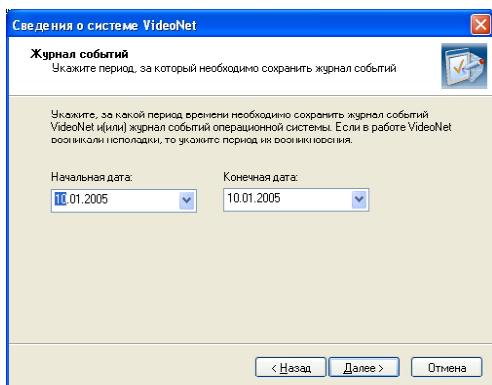 Сведения о системе VideoNet
Журнал событий
Укажите период, за который необходимо сохранить журнал событий
Укажите, за какой период времени необходимо сохранить журнал событий
VideoNet и(или) журнал событий операционной системы. Если в работе VideoNet
возникали неполадки, то укажите период их возникновения.
Начальная дата: Конечная дата:
10.01.2005 10.01.2005
< Назад Далее > Отмена